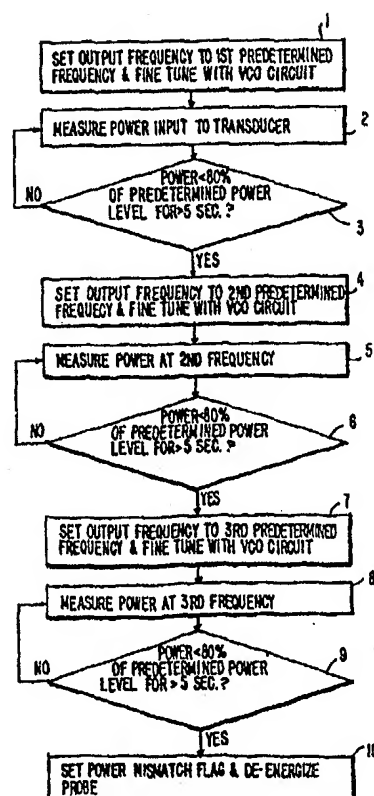 1
SET OUTPUT FREQUENCY TO 1ST PREDETERMINED
FREQUENCY & FINE TUNE WITH VCO CIRCUIT
2
MEASURE POWER INPUT TO TRANSDUCER
POWER<80%
OF PREDETERMINED POWER
LEVEL FOR>5 SEC.?
NO
3
YES
4
SET OUTPUT FREQUENCY TO 2ND PREDETERMINED
FREQUECY & FINE TUNE WITH VCO CIRCUIT
5
MEASURE POWER AT 2ND FREQUENCY
POWER<80%
OF PREDETERMINED POWER
LEVEL FOR>5 SEC.?
NO
6
YES
7
SET OUTPUT FREQUENCY TO 3RD PREDETERMINED
FREQUENCY & FINE TUNE WITH VCO CIRCUIT
8
MEASURE POWER AT 3RD FREQUENCY
POWER<80%
OF PREDETERMINED POWER
LEVEL FOR>5 SEC.?
NO
9
YES
SET POWER MISMATCH FLAG & DE-ENERGIZE
PROBE